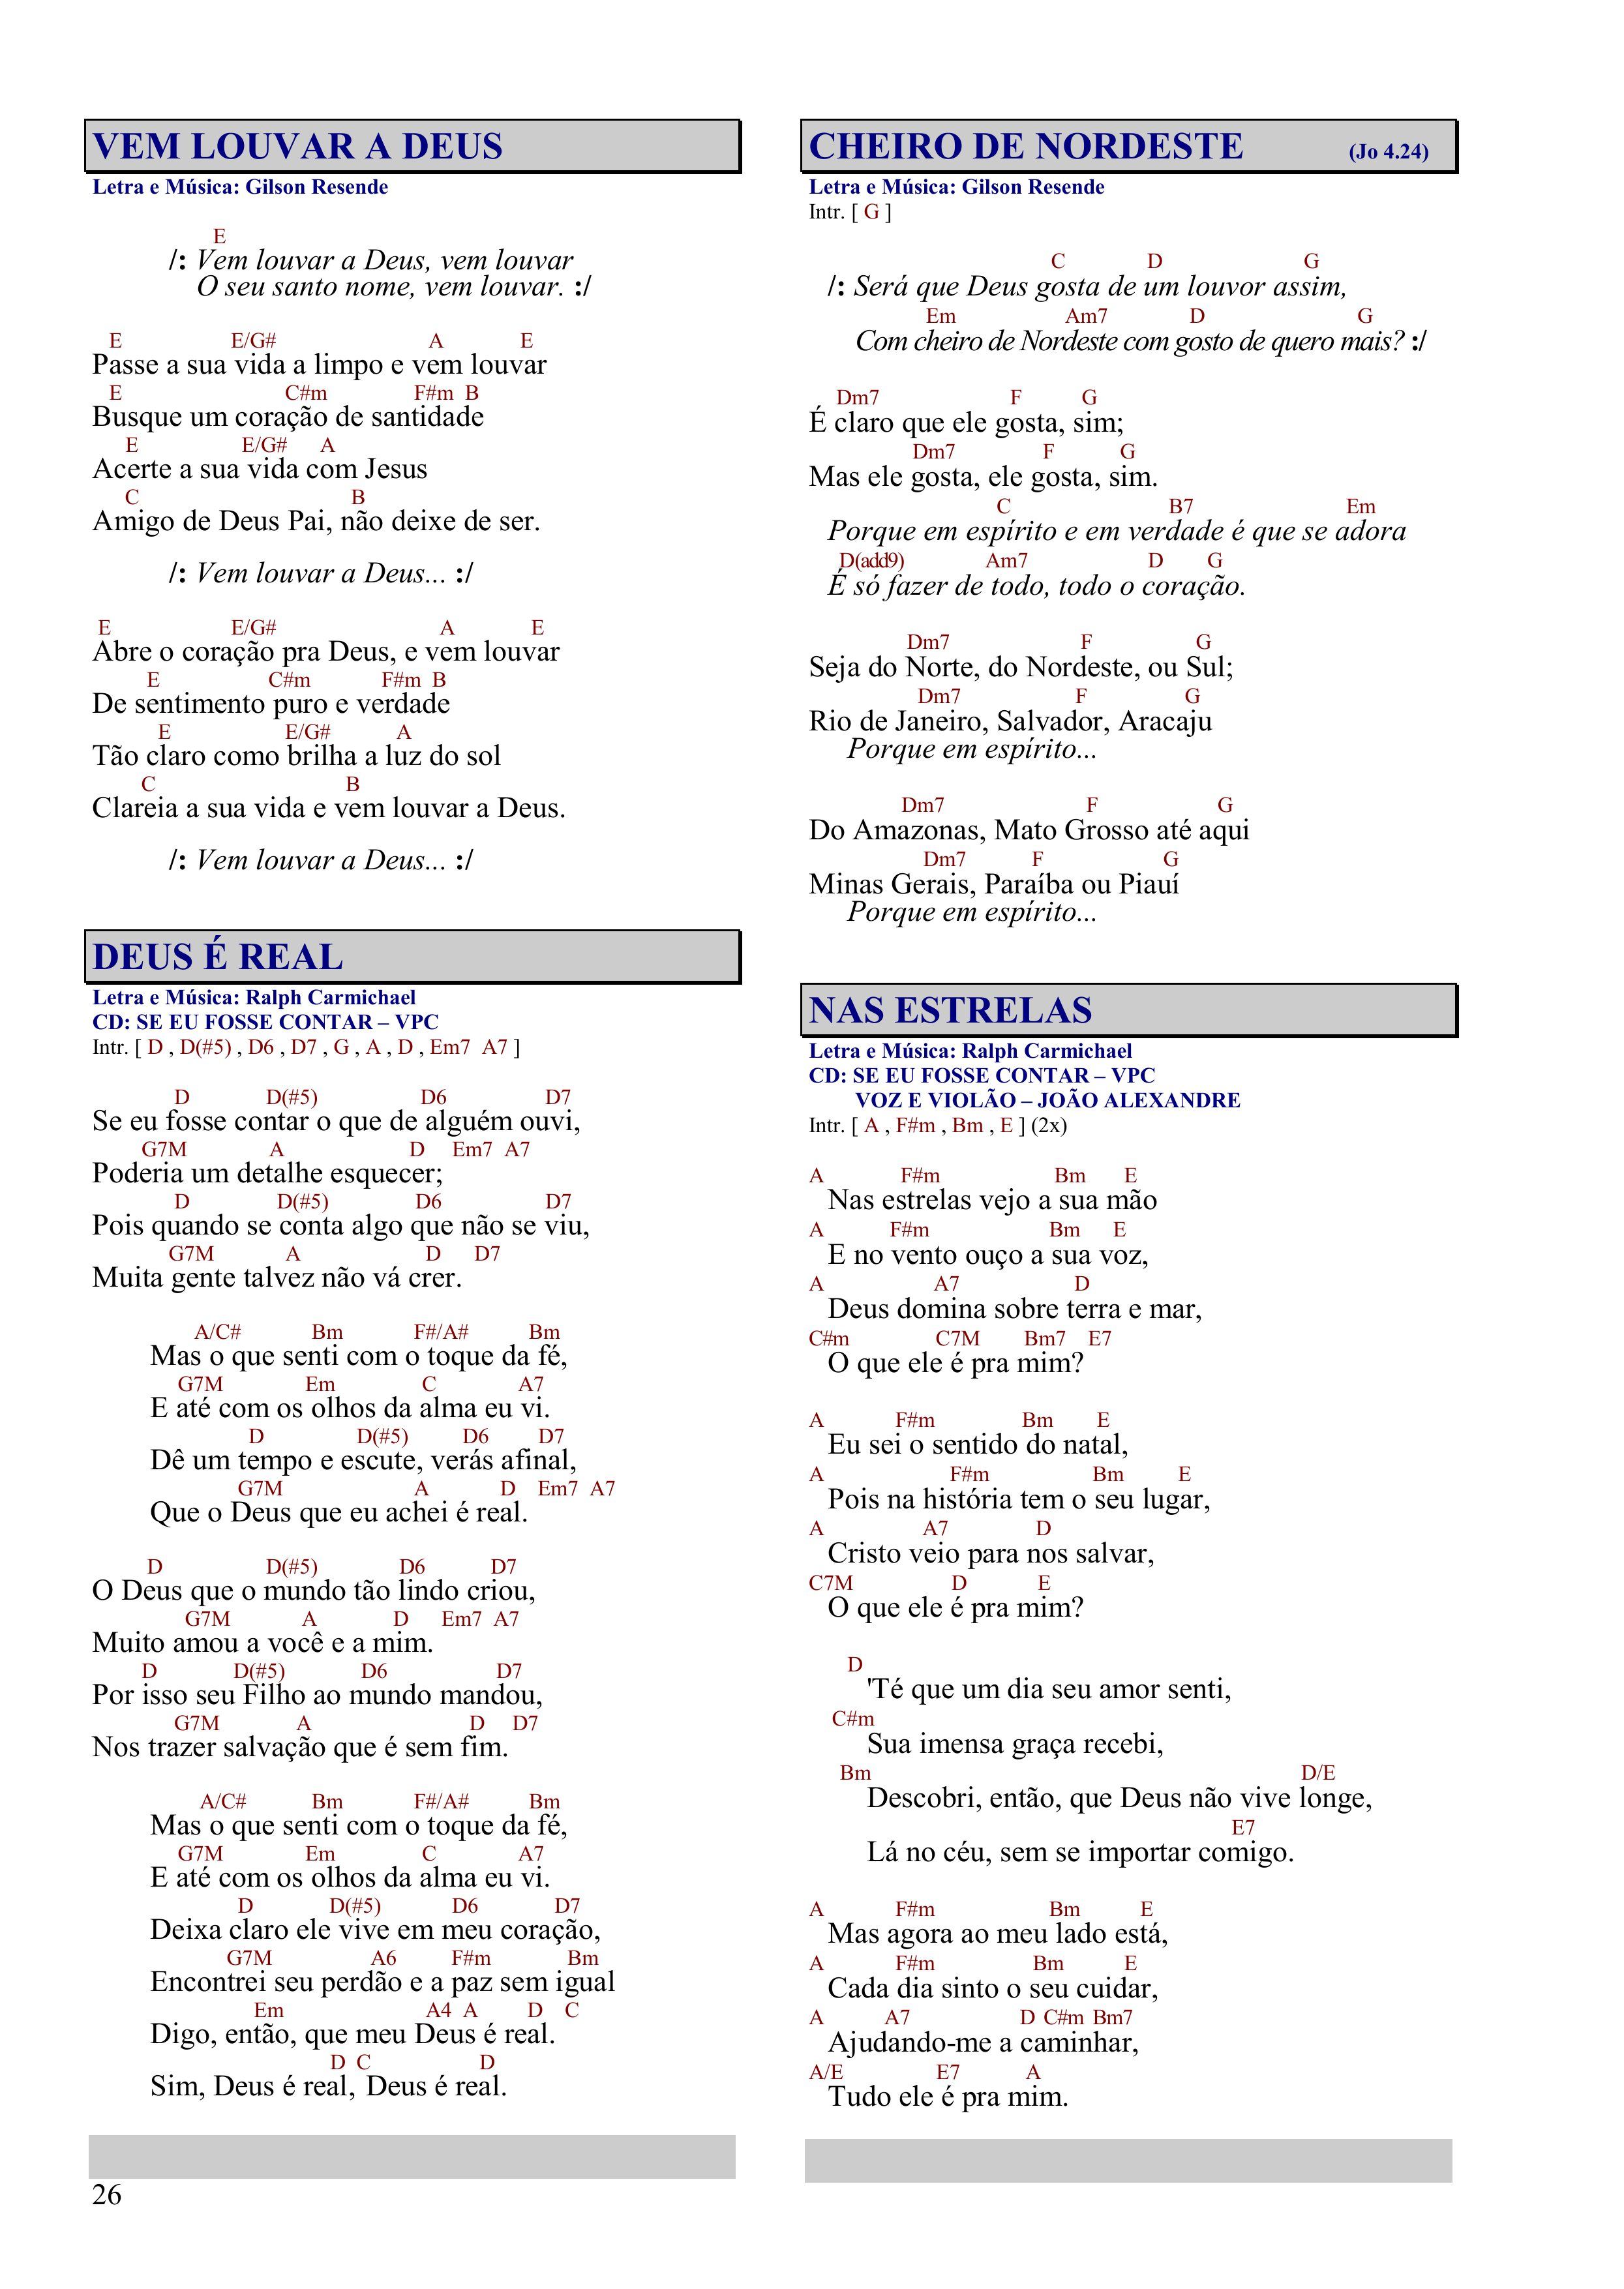 VEM LOUVAR A DEUS
Letra e Música: Gilson Resende
E
/: Vem louvar a Deus, vem louvar
O seu santo nome, vem louvar. :/
E E/G# A E
Passe a sua vida a limpo e vem louvar
E C#m F#m B
Busque um coração de santidade
E E/G# A
Acerte a sua vida com Jesus
C B
Amigo de Deus Pai, não deixe de ser.
/: Vem louvar a Deus... :/
E E/G# A E
Abre o coração pra Deus, e vem louvar
E C#m F#m B
De sentimento puro e verdade
E E/G# A
Tão claro como brilha a luz do sol
C B
Clareia a sua vida e vem louvar a Deus.
/: Vem louvar a Deus... :/
DEUS É REAL
Letra e Música: Ralph Carmichael
CD: SE EU FOSSE CONTAR – VPC
Intr. [ D , D(#5) , D6 , D7 , G , A , D , Em7 A7 ]
D D(#5) D6 D7
Se eu fosse contar o que de alguém ouvi,
G7M A D Em7 A7
Poderia um detalhe esquecer;
D D(#5) D6 D7
Pois quando se conta algo que não se viu,
G7M A D D7
Muita gente talvez não vá crer.
A/C# Bm F#/A# Bm
Mas o que senti com o toque da fé,
G7M Em C A7
E até com os olhos da alma eu vi.
D D(#5) D6 D7
Dê um tempo e escute, verás afinal,
G7M A D Em7 A7
Que o Deus que eu achei é real.
D D(#5) D6 D7
O Deus que o mundo tão lindo criou,
G7M A D Em7 A7
Muito amou a você e a mim.
D D(#5) D6 D7
Por isso seu Filho ao mundo mandou,
G7M A D D7
Nos trazer salvação que é sem fim.
A/C# Bm F#/A# Bm
Mas o que senti com o toque da fé,
G7M Em C A7
E até com os olhos da alma eu vi.
D D(#5) D6 D7
Deixa claro ele vive em meu coração,
G7M A6 F#m Bm
Encontrei seu perdão e a paz sem igual
Em A4 A D C
Digo, então, que meu Deus é real.
D C D
Sim, Deus é real, Deus é real.
26
CHEIRO DE NORDESTE (Jo 4.24)
Letra e Música: Gilson Resende
Intr. [ G ]
C D G
/: Será que Deus gosta de um louvor assim,
Em Am7 D G
Com cheiro de Nordeste com gosto de quero mais? :/
Dm7 F G
É claro que ele gosta, sim;
Dm7 F G
Mas ele gosta, ele gosta, sim.
C B7 Em
Porque em espírito e em verdade é que se adora
D(add9) Am7 D G
É só fazer de todo, todo o coração.
Dm7 F G
Seja do Norte, do Nordeste, ou Sul;
Dm7 F G
Rio de Janeiro, Salvador, Aracaju
Porque em espírito...
Dm7 F G
Do Amazonas, Mato Grosso até aqui
Dm7 F G
Minas Gerais, Paraíba ou Piauí
Porque em espírito...
NAS ESTRELAS
Letra e Música: Ralph Carmichael
CD: SE EU FOSSE CONTAR – VPC
VOZ E VIOLÃO – JOÃO ALEXANDRE
Intr. [ A , F#m , Bm , E ] (2x)
A F#m Bm E
Nas estrelas vejo a sua mão
A F#m Bm E
E no vento ouço a sua voz,
A A7 D
Deus domina sobre terra e mar,
C#m C7M Bm7 E7
O que ele é pra mim?
A F#m Bm E
Eu sei o sentido do natal,
A F#m Bm E
Pois na história tem o seu lugar,
A A7 D
Cristo veio para nos salvar,
C7M D E
O que ele é pra mim?
D
'Té que um dia seu amor senti,
C#m
Sua imensa graça recebi,
Bm D/E
Descobri, então, que Deus não vive longe,
E7
Lá no céu, sem se importar comigo.
A F#m Bm E
Mas agora ao meu lado está,
A F#m Bm E
Cada dia sinto o seu cuidar,
A A7 D C#m Bm7
Ajudando-me a caminhar,
A/E E7 A
Tudo ele é pra mim.